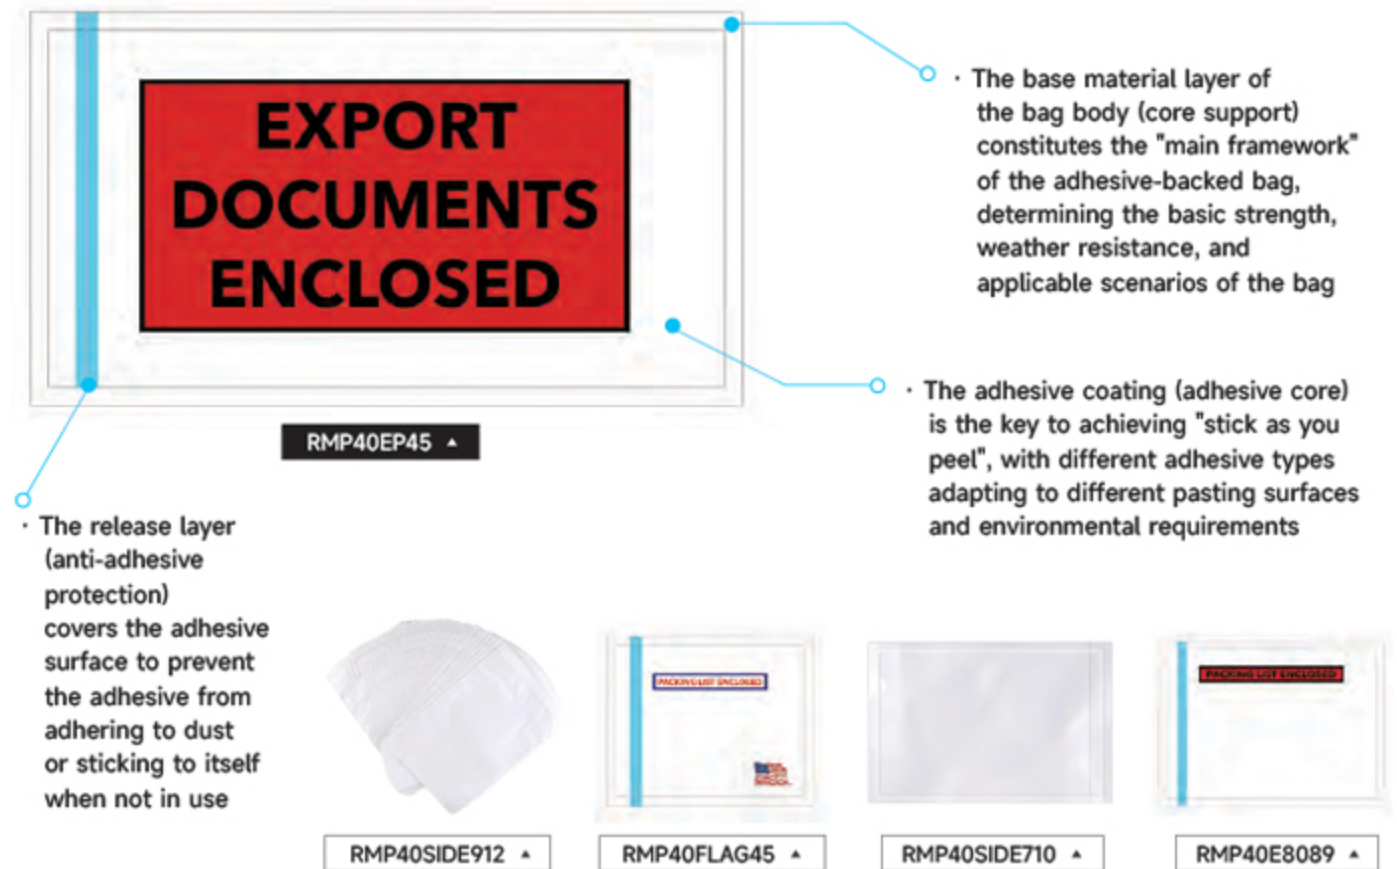 EXPORT
DOCUMENTS
ENCLOSED
RMP40EP45 ▲
· The base material layer of
the bag body (core support)
constitutes the "main framework"
of the adhesive-backed bag,
determining the basic strength,
weather resistance, and
applicable scenarios of the bag
· The adhesive coating (adhesive core)
is the key to achieving "stick as you
peel", with different adhesive types
adapting to different pasting surfaces
and environmental requirements
· The release layer
(anti-adhesive
protection)
covers the adhesive
surface to prevent
the adhesive from
adhering to dust
or sticking to itself
when not in use
PACKING LIST ENCLOSED
PACKING LIST ENCLOSED
RMP40SIDE912 ▲
RMP40FLAG45 ▲
RMP40SIDE710 ▲
RMP40E8089 ▲